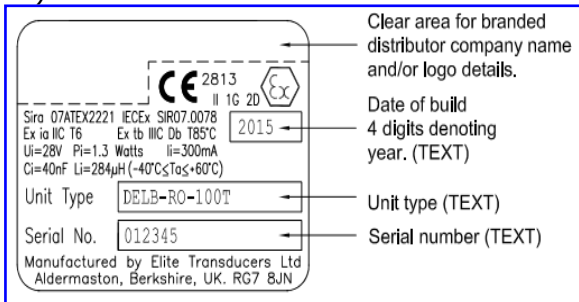 Clear area for branded
distributor company name
and/or logo details.
CE 2813
Ex
II 1G 2D
Sira 07ATEX2221 IECEx SIR07.0078
Ex ia IIC T6 Ex tb IIIC Db T85°C
2015
Date of build
4 digits denoting
year. (TEXT)
Ui=28V Pi=1.3 Watts Ii=300mA
Ci=40nF Li=284µH (-40°C≤Ta≤+60°C)
Unit Type DELB-RO-100T
Unit type (TEXT)
Serial No. 012345
Serial number (TEXT)
Manufactured by Elite Transducers Ltd
Aldermaston, Berkshire, UK. RG7 8JN